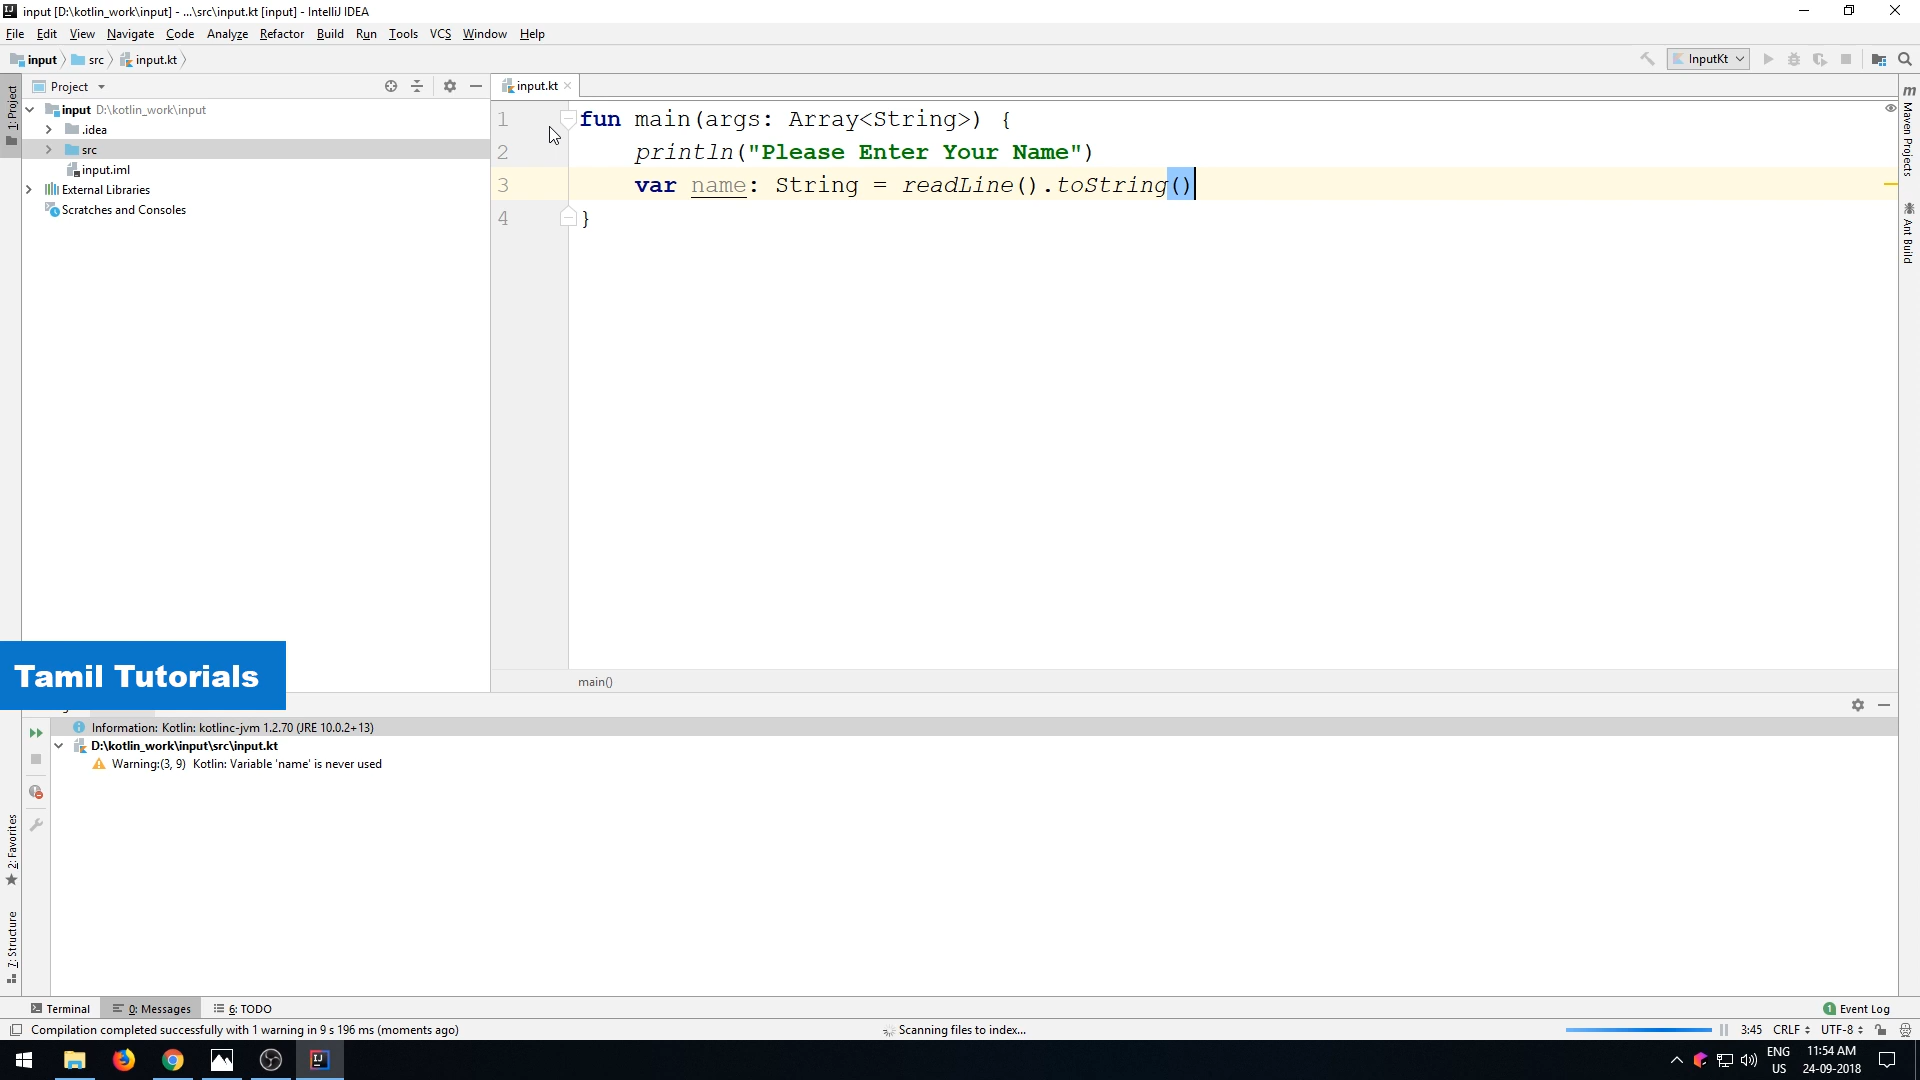 input [D:\kotlin_work\input] - ...\src\input.kt [input] - IntelliJ IDEA
File Edit View Navigate Code Analyze Refactor Build Run Tools VCS Window Help
input src input.kt InputKt
1: Project
Project
input.kt
input D:\kotlin_work\input
.idea
src
input.iml
External Libraries
Scratches and Consoles
1 fun main(args: Array<String>) {
2 println("Please Enter Your Name")
3 var name: String = readLine().toString()
4 }
m Maven Projects
Ant Build
main()
Tamil Tutorials
Information: Kotlin: kotlinc-jvm 1.2.70 (JRE 10.0.2+13)
D:\kotlin_work\input\src\input.kt
Warning:(3, 9) Kotlin: Variable 'name' is never used
2: Favorites
7: Structure
Terminal 0: Messages 6: TODO 1 Event Log
Compilation completed successfully with 1 warning in 9 s 196 ms (moments ago) Scanning files to index... 3:45 CRLF UTF-8
ENG 11:54 AM
US 24-09-2018